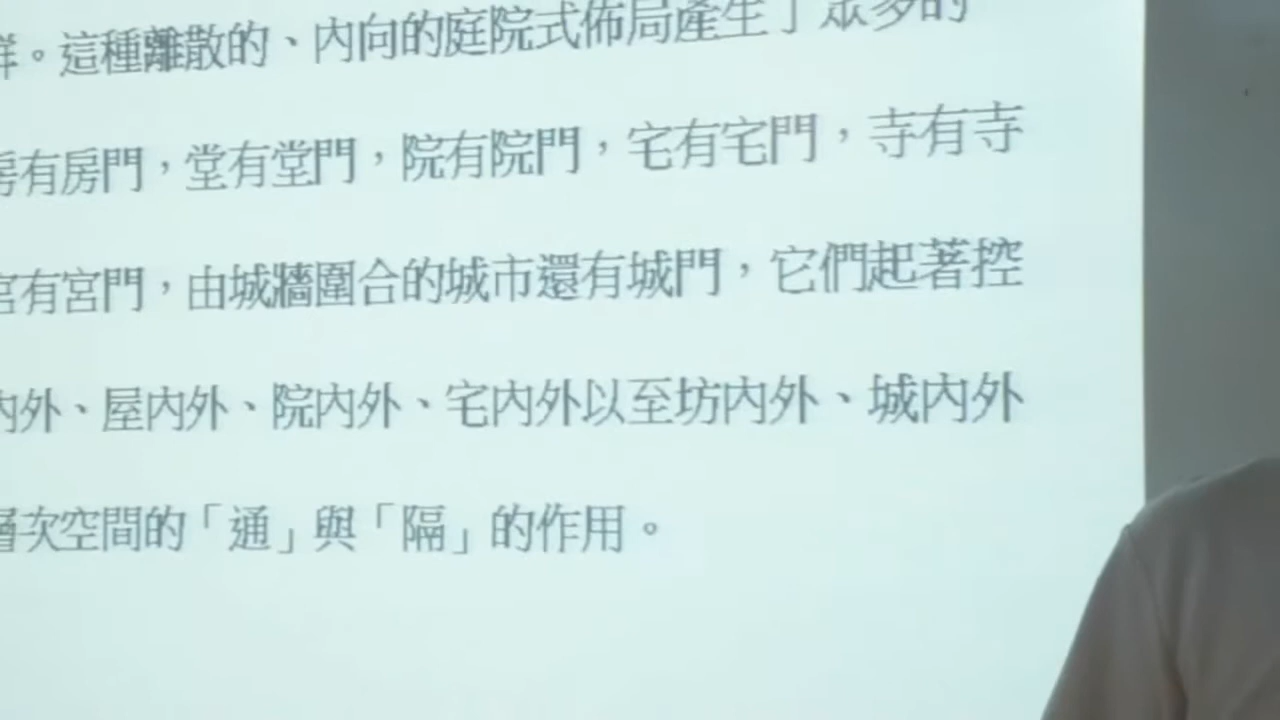 群。這種離散的、內向的庭院式佈局產生了眾多的
房有房門，堂有堂門，院有院門，宅有宅門，寺有寺
宮有宮門，由城牆圍合的城市還有城門，它們起著控
內外、屋內外、院內外、宅內外以至坊內外、城內外
層次空間的「通」與「隔」的作用。